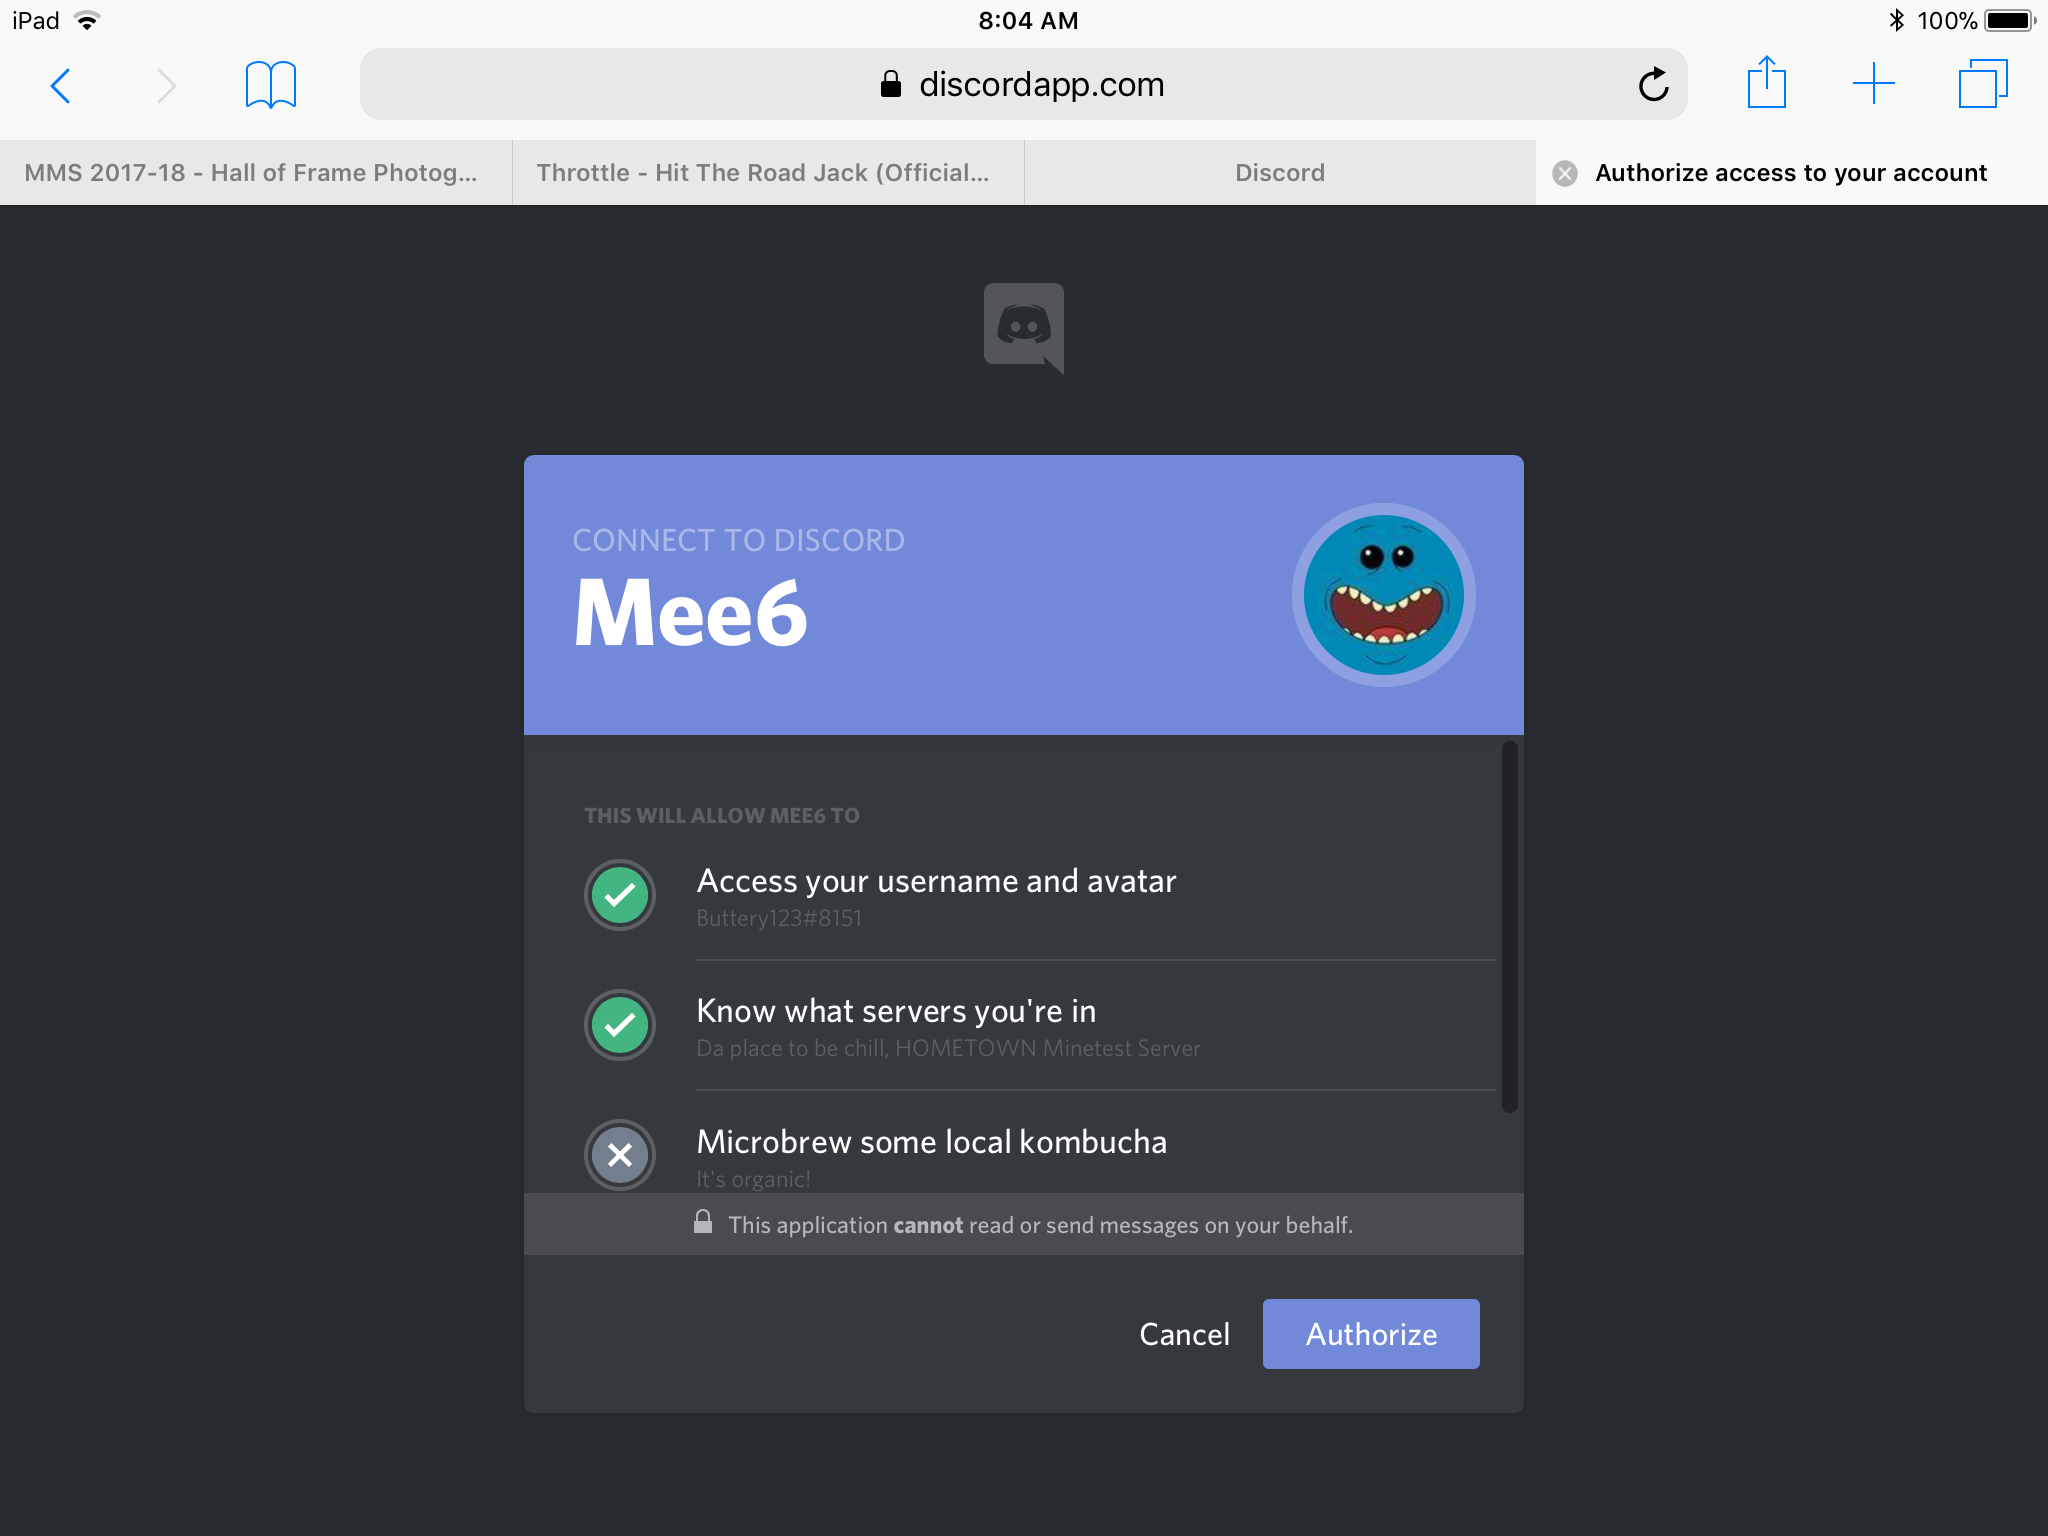 iPad 8:04 AM 100%
discordapp.com
MMS 2017-18 - Hall of Frame Photog... Throttle - Hit The Road Jack (Official... Discord Authorize access to your account
CONNECT TO DISCORD
Mee6
THIS WILL ALLOW MEE6 TO
Access your username and avatar
Buttery123#8151
Know what servers you're in
Da place to be chill, HOMETOWN Minetest Server
Microbrew some local kombucha
It's organic!
This application cannot read or send messages on your behalf.
Cancel Authorize